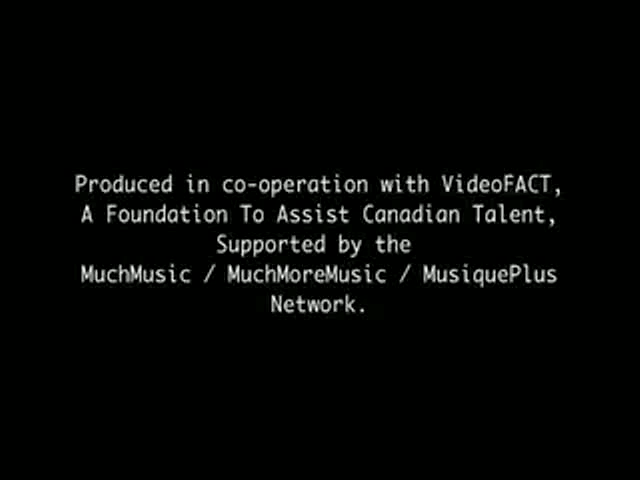 Produced in co-operation with VideoFACT,
A Foundation To Assist Canadian Talent,
Supported by the
MuchMusic / MuchMoreMusic / MusiquePlus
Network.